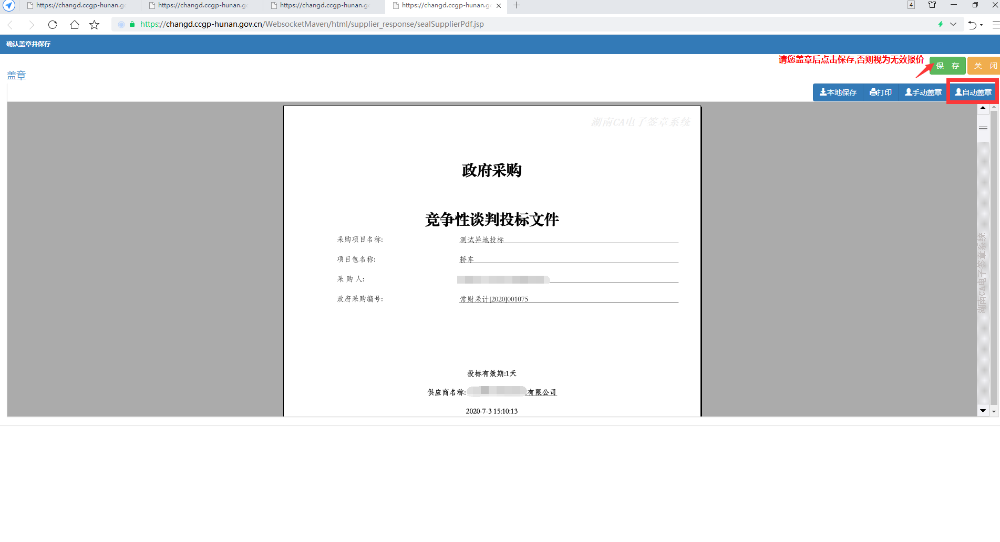 https://changd.ccgp-hunan.g
https://changd.ccgp-hunan.g
https://changd.ccgp-hunan.g
https://changd.ccgp-hunan.g
4
https://changd.ccgp-hunan.gov.cn/WebsocketMaven/html/supplier_response/sealSupplierPdf.jsp
确认盖章并保存
请您盖章后点击保存,否则视为无效报价
保 存
关 闭
盖章
本地保存
打印
手动盖章
自动盖章
湖南CA电子签章系统
政府采购
竞争性谈判投标文件
采购项目名称: 测试异地投标
项目包名称: 轿车
采 购 人:
政府采购编号: 常财采计[2020]001075
湖南CA电子签章系统
投标有效期:1天
供应商名称: 有限公司
2020-7-3 15:10:13